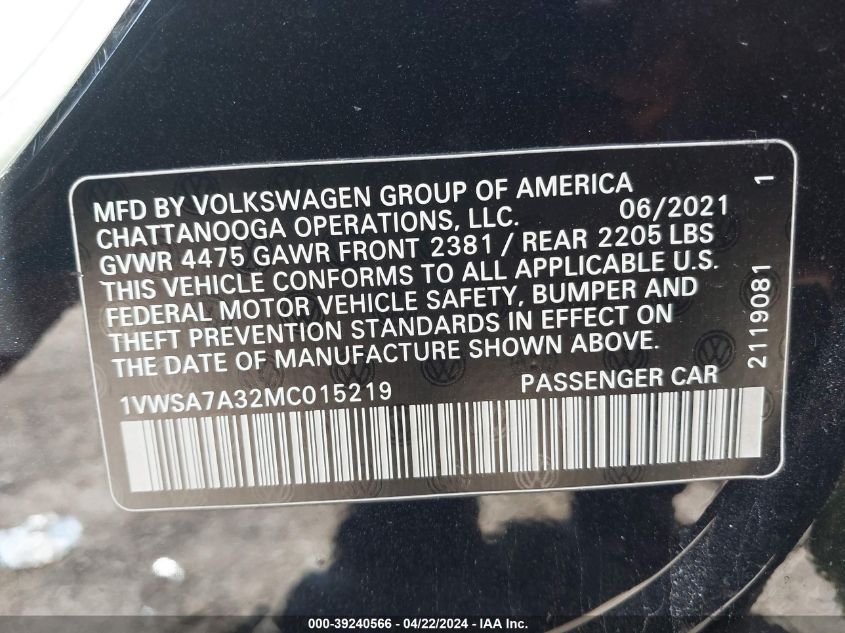 MFD BY VOLKSWAGEN GROUP OF AMERICA
CHATTANOOGA OPERATIONS, LLC. 06/2021
GVWR 4475 GAWR FRONT 2381 / REAR 2205 LBS
THIS VEHICLE CONFORMS TO ALL APPLICABLE U.S.
FEDERAL MOTOR VEHICLE SAFETY, BUMPER AND
THEFT PREVENTION STANDARDS IN EFFECT ON
THE DATE OF MANUFACTURE SHOWN ABOVE.
1VWSA7A32MC015219 PASSENGER CAR
2119081 1
000-39240566 - 04/22/2024 - IAA Inc.